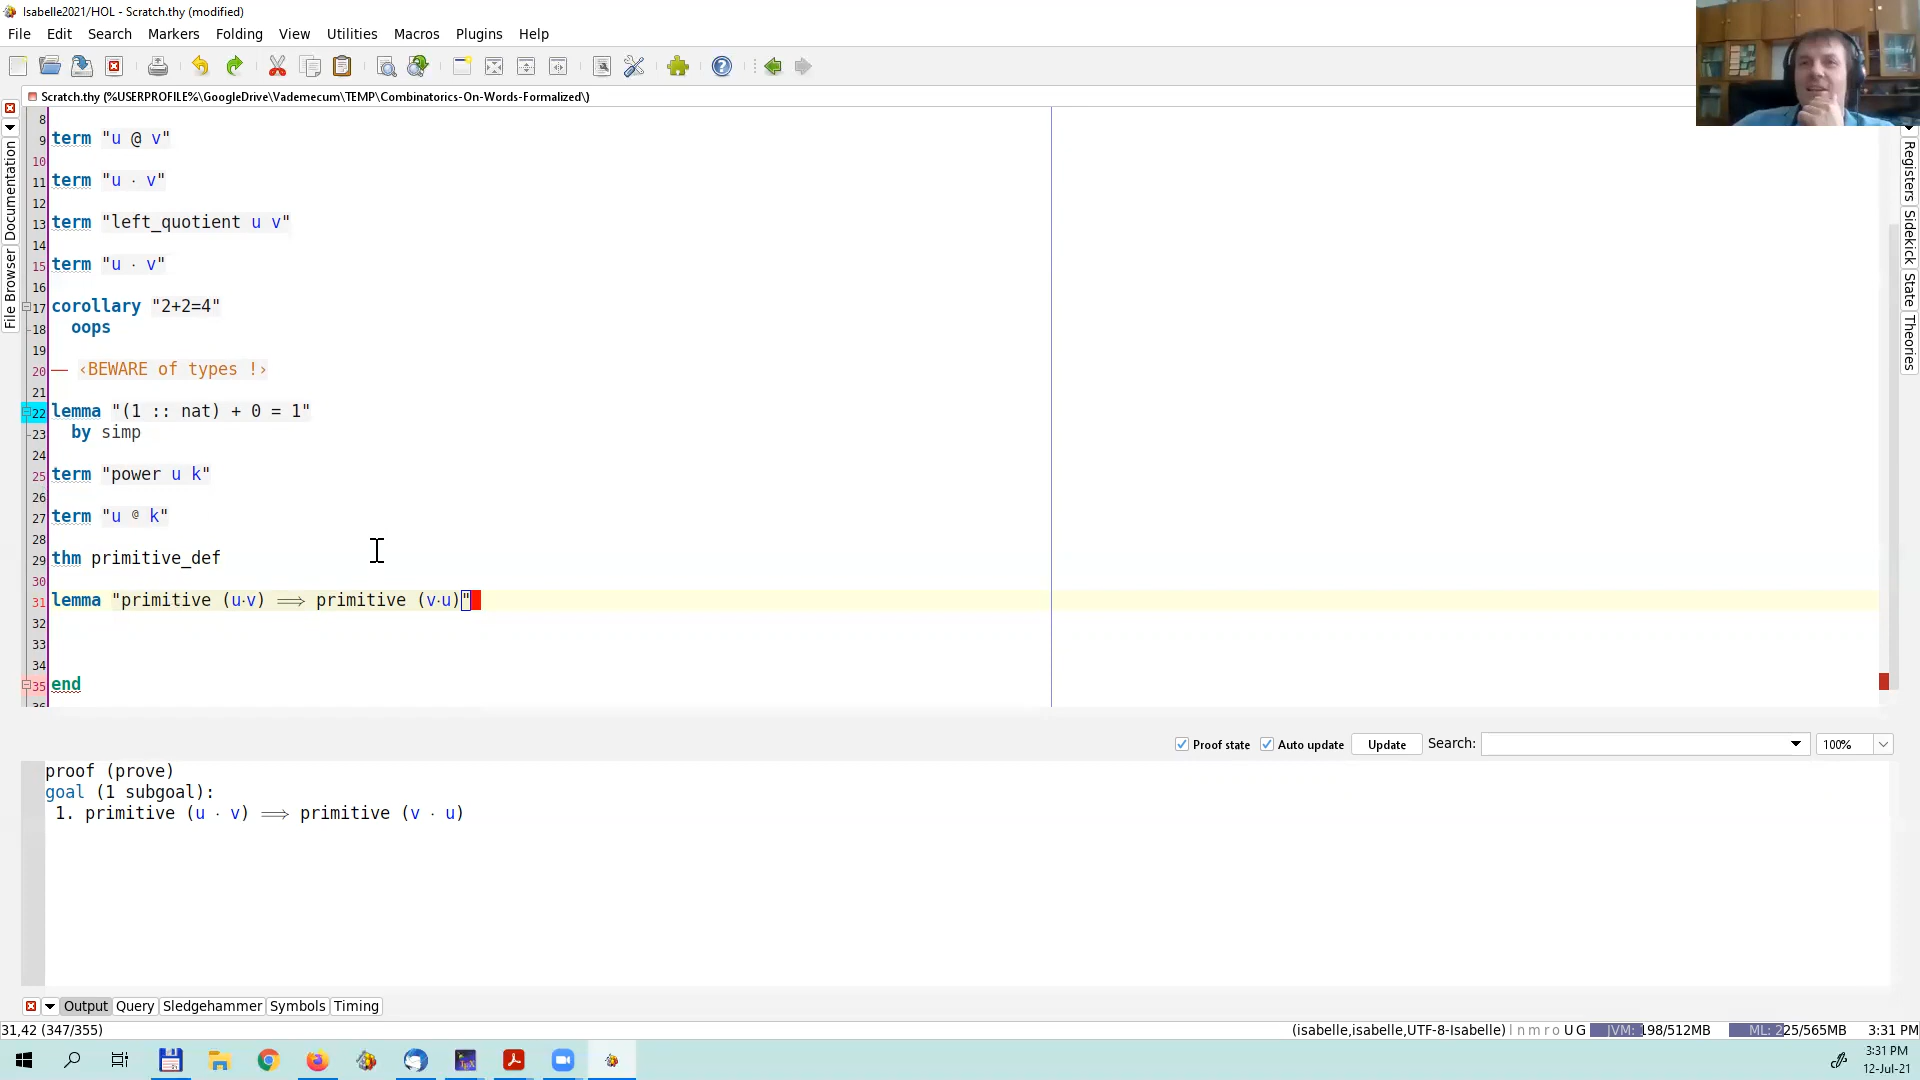 Isabelle2021/HOL - Scratch.thy (modified)
File Edit Search Markers Folding View Utilities Macros Plugins Help
Scratch.thy (%USERPROFILE%\GoogleDrive\Vademecum\TEMP\Combinatorics-On-Words-Formalized\)
8
9 term "u @ v"
10
11 term "u · v"
12
13 term "left_quotient u v"
14
15 term "u · v"
16
17 corollary "2+2=4"
18 oops
19
20 — ‹BEWARE of types !›
21
22 lemma "(1 :: nat) + 0 = 1"
23 by simp
24
25 term "power u k"
26
27 term "u @ k"
28
29 thm primitive_def
30
31 lemma "primitive (u·v) ⟹ primitive (v·u)"
32
33
34
35 end
File Browser Documentation
Registers Sidekick State Theories
Proof state Auto update Update Search: 100%
proof (prove)
goal (1 subgoal):
1. primitive (u · v) ⟹ primitive (v · u)
Output Query Sledgehammer Symbols Timing
31,42 (347/355) (isabelle,isabelle,UTF-8-Isabelle) l n m r o U G JVM: 198/512MB ML: 225/565MB 3:31 PM
3:31 PM
12-Jul-21